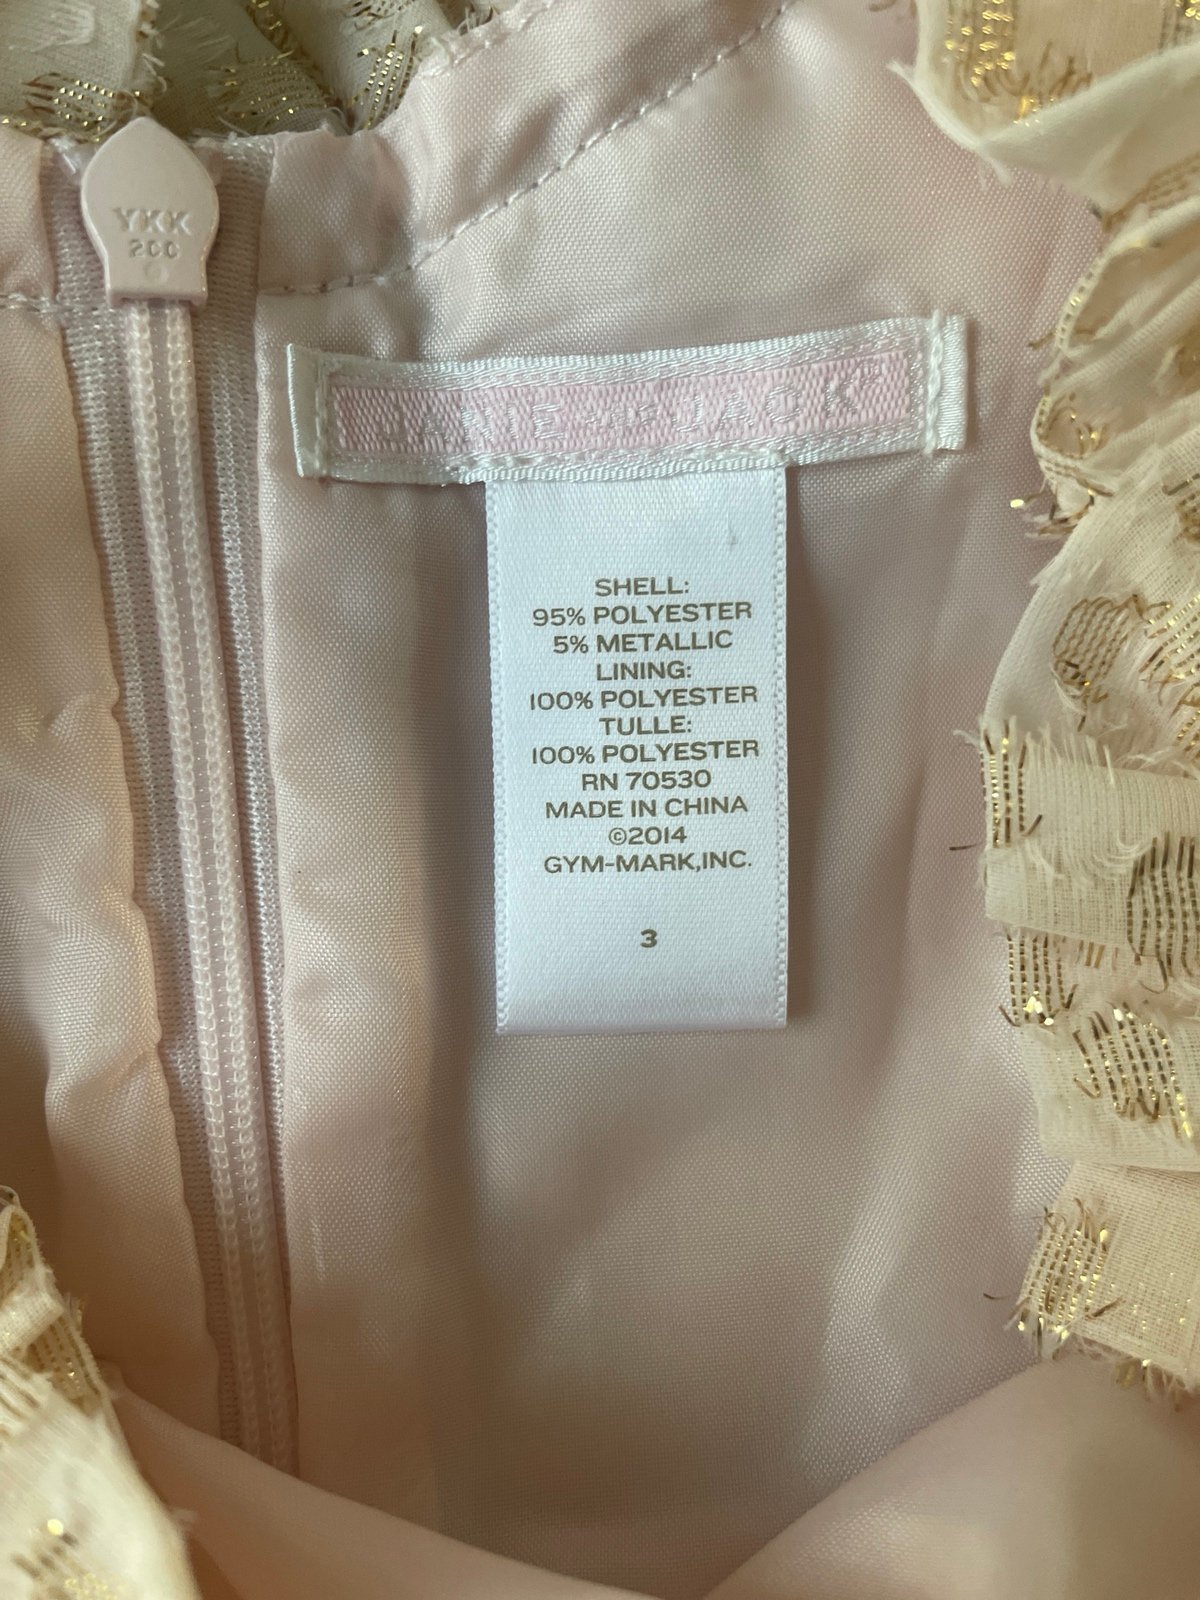 YKK
200
JANIE AND JACK™
SHELL:
95% POLYESTER
5% METALLIC
LINING:
100% POLYESTER
TULLE:
100% POLYESTER
RN 70530
MADE IN CHINA
©2014
GYM-MARK,INC.
3